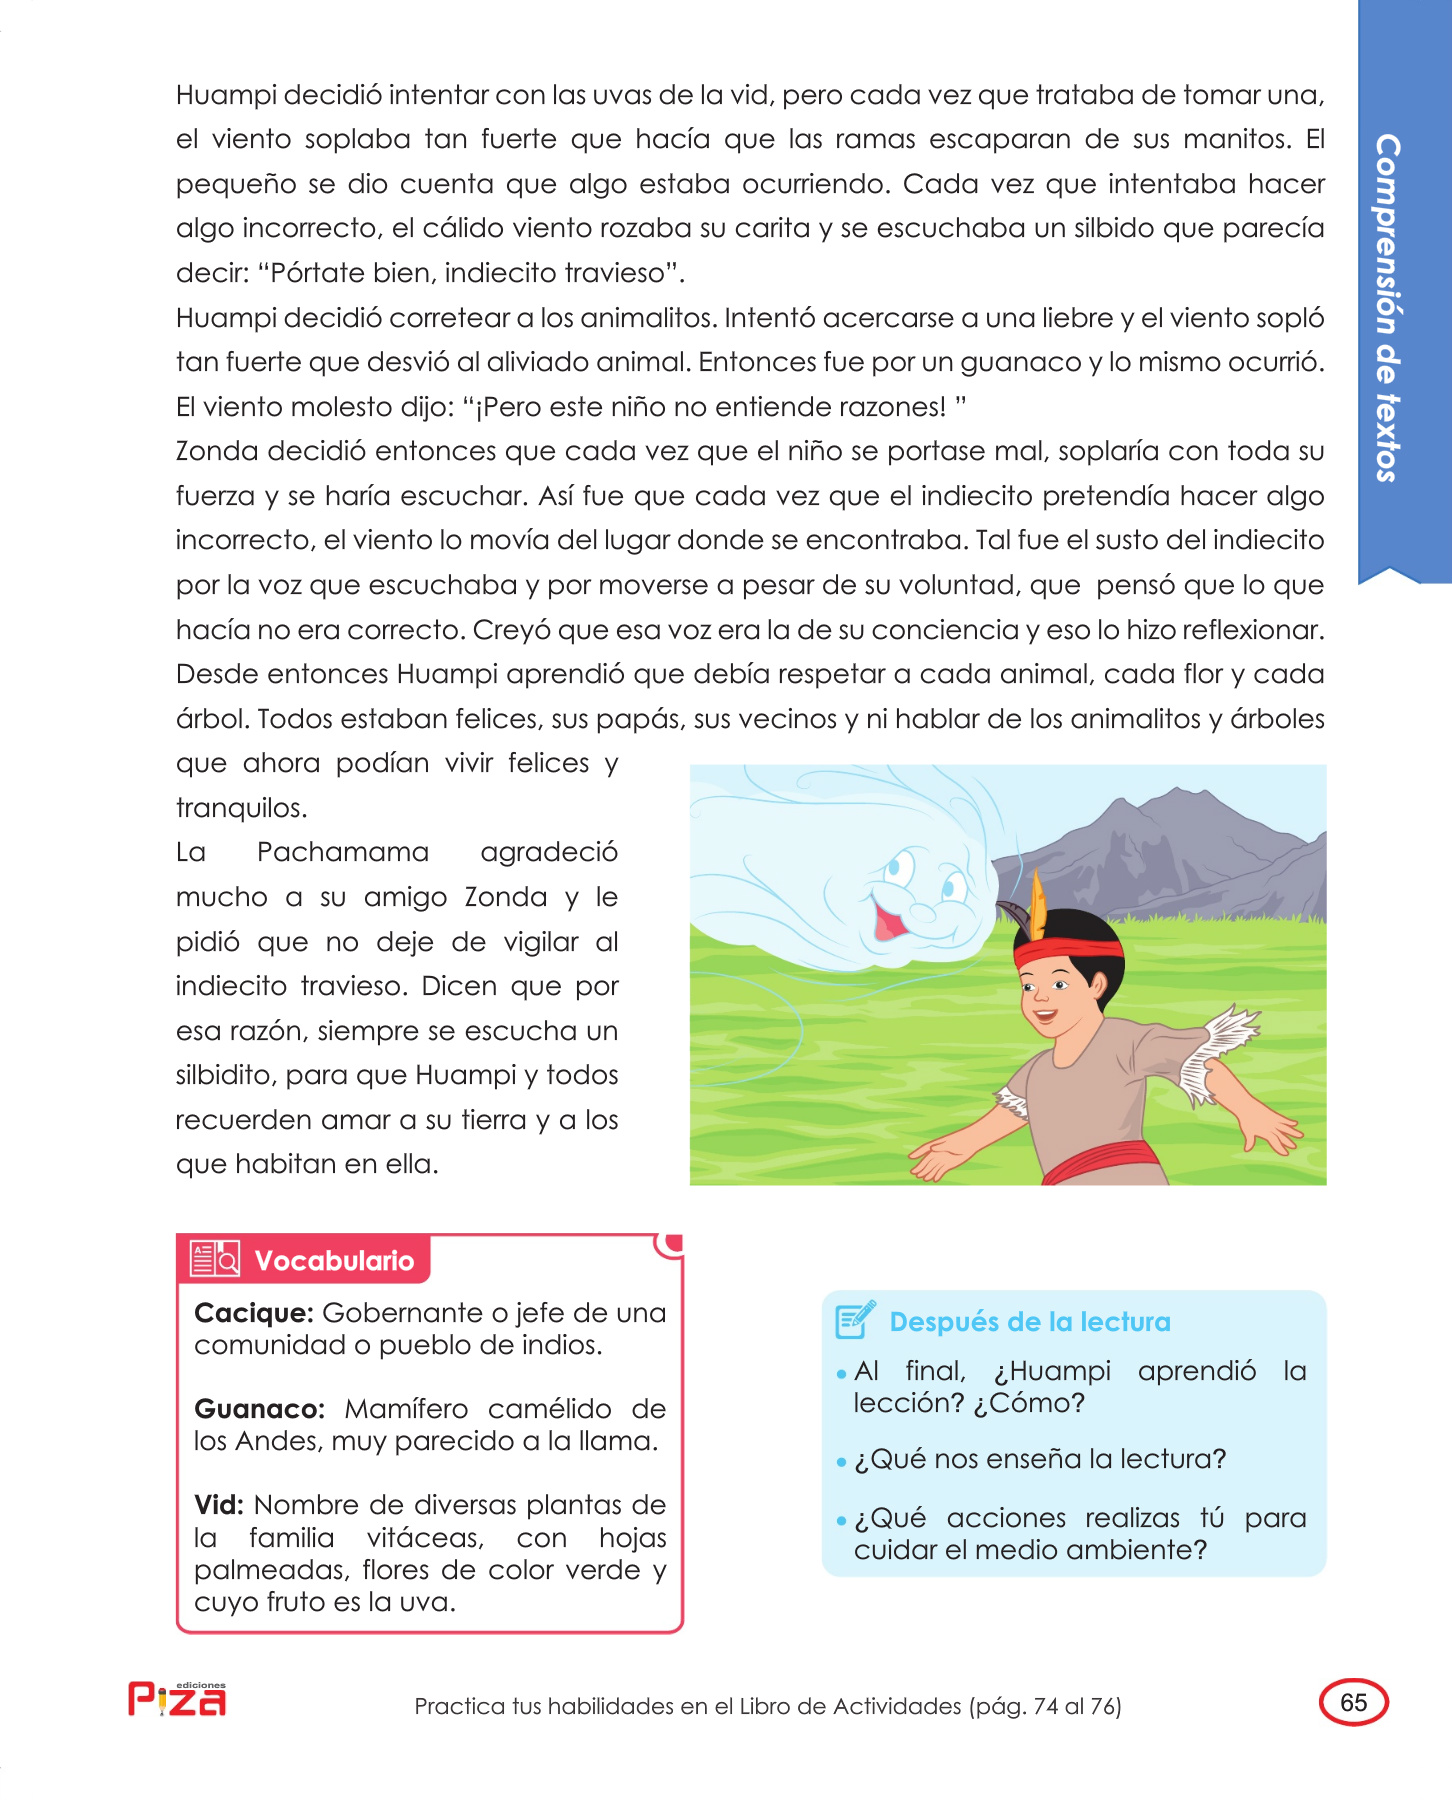 Huampi decidió intentar con las uvas de la vid, pero cada vez que trataba de tomar una,
el viento soplaba tan fuerte que hacía que las ramas escaparan de sus manitos. El
pequeño se dio cuenta que algo estaba ocurriendo. Cada vez que intentaba hacer
algo incorrecto, el cálido viento rozaba su carita y se escuchaba un silbido que parecía
decir: “Pórtate bien, indiecito travieso”.
Huampi decidió corretear a los animalitos. Intentó acercarse a una liebre y el viento sopló
tan fuerte que desvió al aliviado animal. Entonces fue por un guanaco y lo mismo ocurrió.
El viento molesto dijo: “¡Pero este niño no entiende razones! ”
Zonda decidió entonces que cada vez que el niño se portase mal, soplaría con toda su
fuerza y se haría escuchar. Así fue que cada vez que el indiecito pretendía hacer algo
incorrecto, el viento lo movía del lugar donde se encontraba. Tal fue el susto del indiecito
por la voz que escuchaba y por moverse a pesar de su voluntad, que  pensó que lo que
hacía no era correcto. Creyó que esa voz era la de su conciencia y eso lo hizo reflexionar.
Desde entonces Huampi aprendió que debía respetar a cada animal, cada flor y cada
árbol. Todos estaban felices, sus papás, sus vecinos y ni hablar de los animalitos y árboles
que ahora podían vivir felices y
tranquilos.
La Pachamama agradeció
mucho a su amigo Zonda y le
pidió que no deje de vigilar al
indiecito travieso. Dicen que por
esa razón, siempre se escucha un
silbidito, para que Huampi y todos
recuerden amar a su tierra y a los
que habitan en ella.
Comprensión de textos
Vocabulario
Cacique: Gobernante o jefe de una
comunidad o pueblo de indios.
Guanaco: Mamífero camélido de
los Andes, muy parecido a la llama.
Vid: Nombre de diversas plantas de
la familia vitáceas, con hojas
palmeadas, flores de color verde y
cuyo fruto es la uva.
Después de la lectura
• Al final, ¿Huampi aprendió la
lección? ¿Cómo?
• ¿Qué nos enseña la lectura?
• ¿Qué acciones realizas tú para
cuidar el medio ambiente?
ediciones
Piza
Practica tus habilidades en el Libro de Actividades (pág. 74 al 76)
65